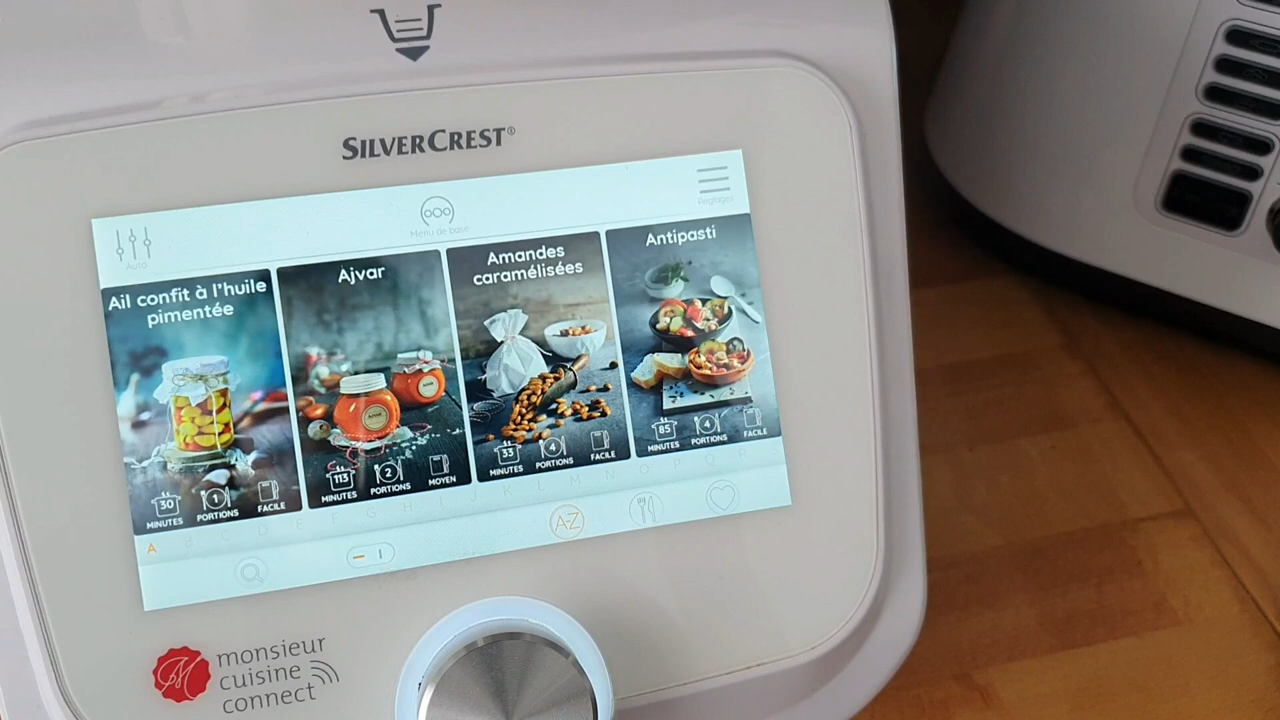 SILVERCREST®
Réglages
Menu de base
Auto
Ail confit à l'huile
pimentée
30
MINUTES
1
PORTIONS
FACILE
Ajvar
Ajvar
113
MINUTES
2
PORTIONS
MOYEN
Amandes
caramélisées
33
MINUTES
4
PORTIONS
FACILE
Antipasti
85
MINUTES
4
PORTIONS
FACILE
A B C D E F G H I J K L M N O P Q R
A-Z
monsieur
cuisine
connect